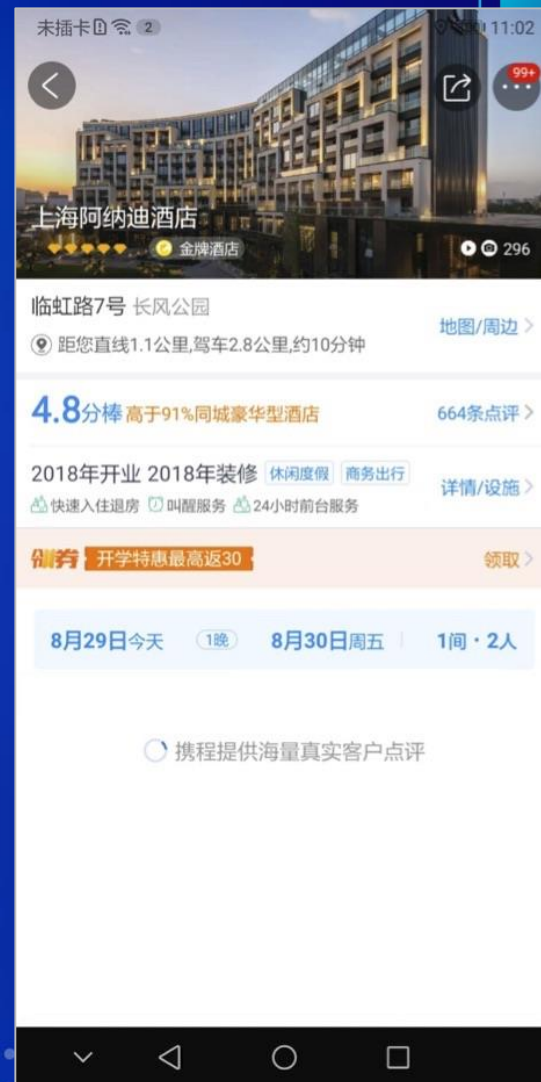 未插卡 2 11:02
99+
上海阿纳迪酒店
金牌酒店 296
临虹路7号 长风公园
地图/周边
距您直线1.1公里,驾车2.8公里,约10分钟
4.8分棒 高于91%同城豪华型酒店 664条点评
2018年开业 2018年装修 休闲度假 商务出行
详情/设施
快速入住退房 叫醒服务 24小时前台服务
领券 开学特惠最高返30 领取
8月29日今天 1晚 8月30日周五 1间·2人
携程提供海量真实客户点评